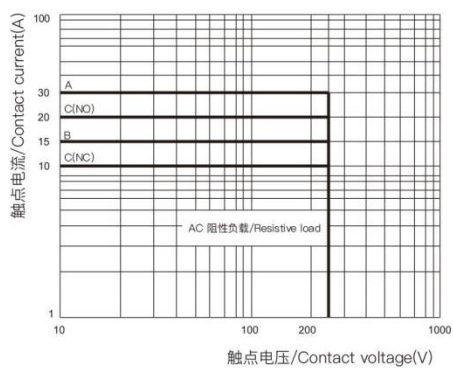 触点电流/Contact current(A)
100
30
20
15
10
1
A
C(NO)
B
C(NC)
AC 阻性负载/Resistive load
10
100
200
1000
触点电压/Contact voltage(V)